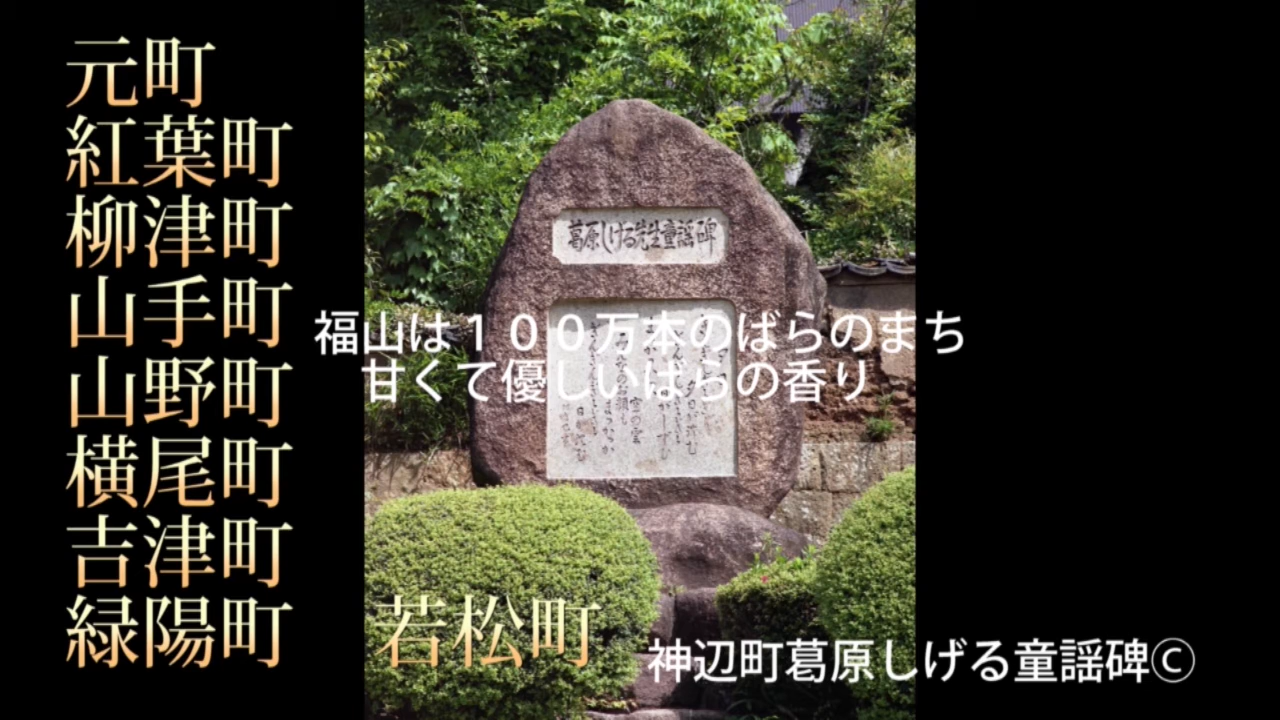 元町
紅葉町
柳津町
山手町
山野町
横尾町
吉津町
緑陽町
若松町
葛原しげる先生童謡碑
福山は１００万本のばらのまち
甘くて優しいばらの香り
神辺町葛原しげる童謡碑©